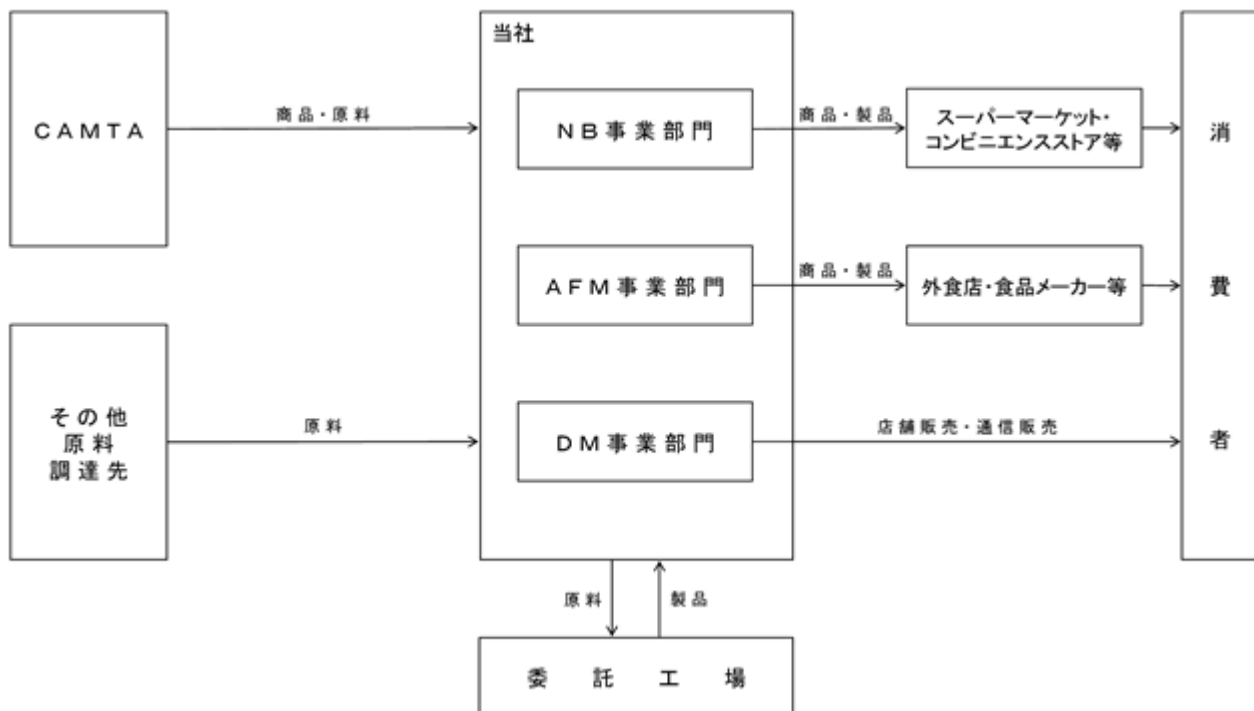 当社
CAMTA
商品・原料
NB事業部門
商品・製品
スーパーマーケット・
コンビニエンスストア等
AFM事業部門
商品・製品
外食店・食品メーカー等
その他
原料
調達先
原料
DM事業部門
店舗販売・通信販売
消費者
原料
製品
委託工場